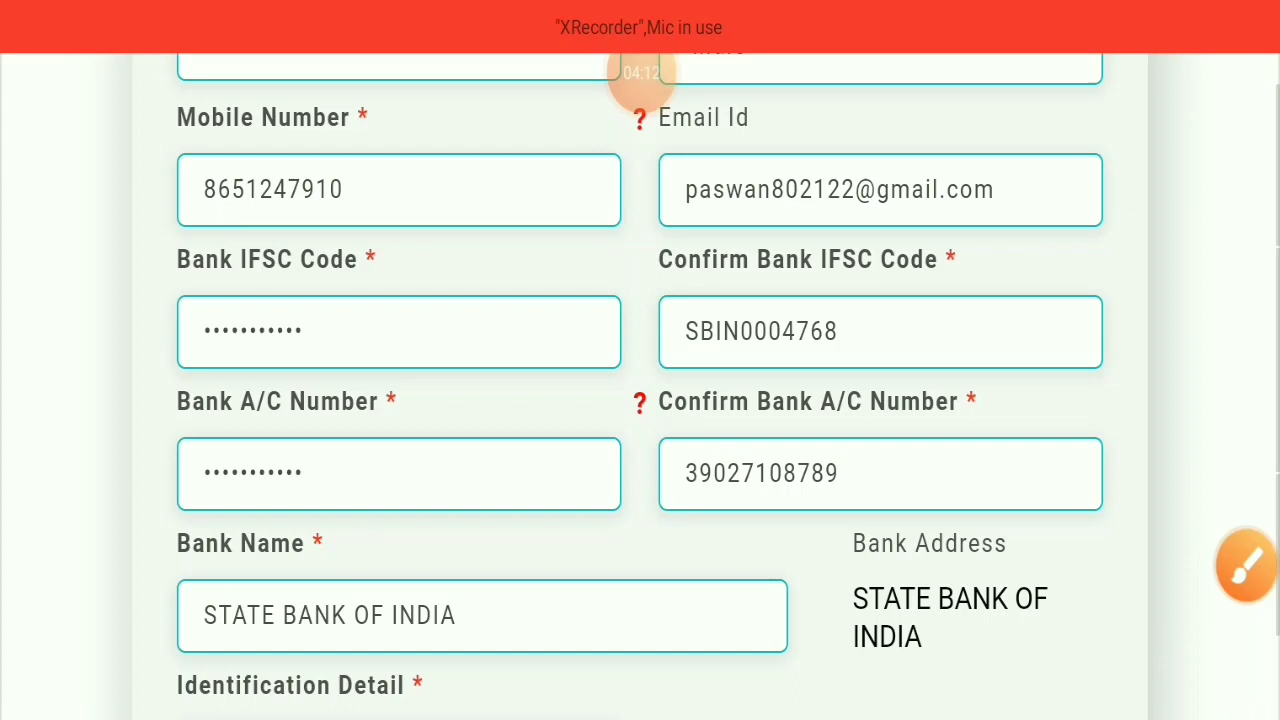 "XRecorder",Mic in use
04:12
Mobile Number *
? Email Id
8651247910
paswan802122@gmail.com
Bank IFSC Code *
Confirm Bank IFSC Code *
•••••••••••
SBIN0004768
Bank A/C Number *
? Confirm Bank A/C Number *
•••••••••••
39027108789
Bank Name *
Bank Address
STATE BANK OF INDIA
STATE BANK OF
INDIA
Identification Detail *